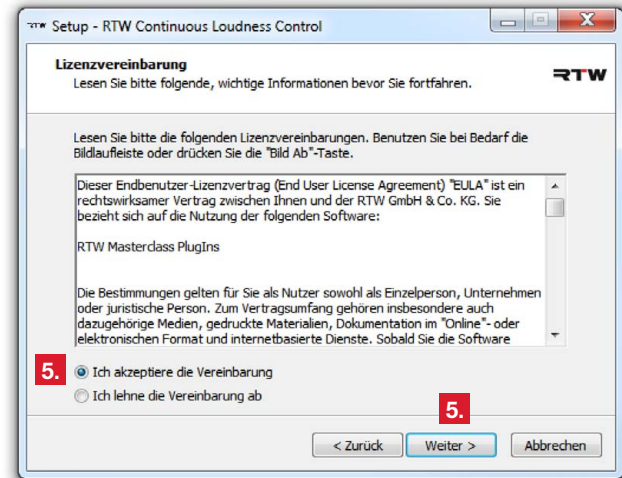 RTW Setup - RTW Continuous Loudness Control
Lizenzvereinbarung
Lesen Sie bitte folgende, wichtige Informationen bevor Sie fortfahren.
RTW
Lesen Sie bitte die folgenden Lizenzvereinbarungen. Benutzen Sie bei Bedarf die
Bildlaufleiste oder drücken Sie die "Bild Ab"-Taste.
Dieser Endbenutzer-Lizenzvertrag (End User License Agreement) "EULA" ist ein
rechtswirksamer Vertrag zwischen Ihnen und der RTW GmbH & Co. KG. Sie
bezieht sich auf die Nutzung der folgenden Software:
RTW Masterclass PlugIns
Die Bestimmungen gelten für Sie als Nutzer sowohl als Einzelperson, Unternehmen
oder juristische Person. Zum Vertragsumfang gehören insbesondere auch
dazugehörige Medien, gedruckte Materialien, Dokumentation im "Online"- oder
elektronischen Format und internetbasierte Dienste. Sobald Sie die Software
5. Ich akzeptiere die Vereinbarung
Ich lehne die Vereinbarung ab
5.
< Zurück Weiter > Abbrechen